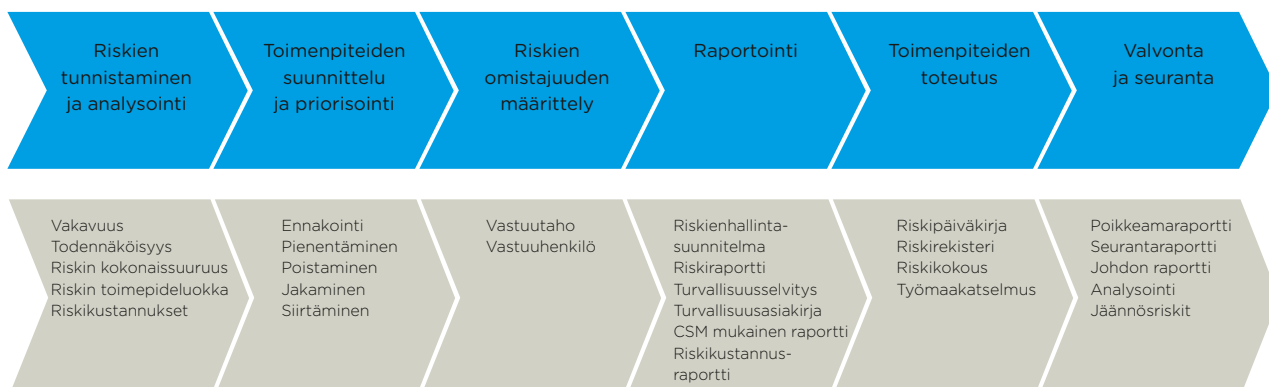 Riskien
tunnistaminen
ja analysointi
Toimenpiteiden
suunnittelu
ja priorisointi
Riskien
omistajuuden
määrittely
Raportointi
Toimenpiteiden
toteutus
Valvonta
ja seuranta
Vakavuus
Todennäköisyys
Riskin kokonaissuuruus
Riskin toimepideluokka
Riskikustannukset
Ennakointi
Pienentäminen
Poistaminen
Jakaminen
Siirtäminen
Vastuutaho
Vastuuhenkilö
Riskienhallinta-
suunnitelma
Riskiraportti
Turvallisuusselvitys
Turvallisuusasiakirja
CSM mukainen raportti
Riskikustannus-
raportti
Riskipäiväkirja
Riskirekisteri
Riskikokous
Työmaakatselmus
Poikkeamaraportti
Seurantaraportti
Johdon raportti
Analysointi
Jäännösriskit